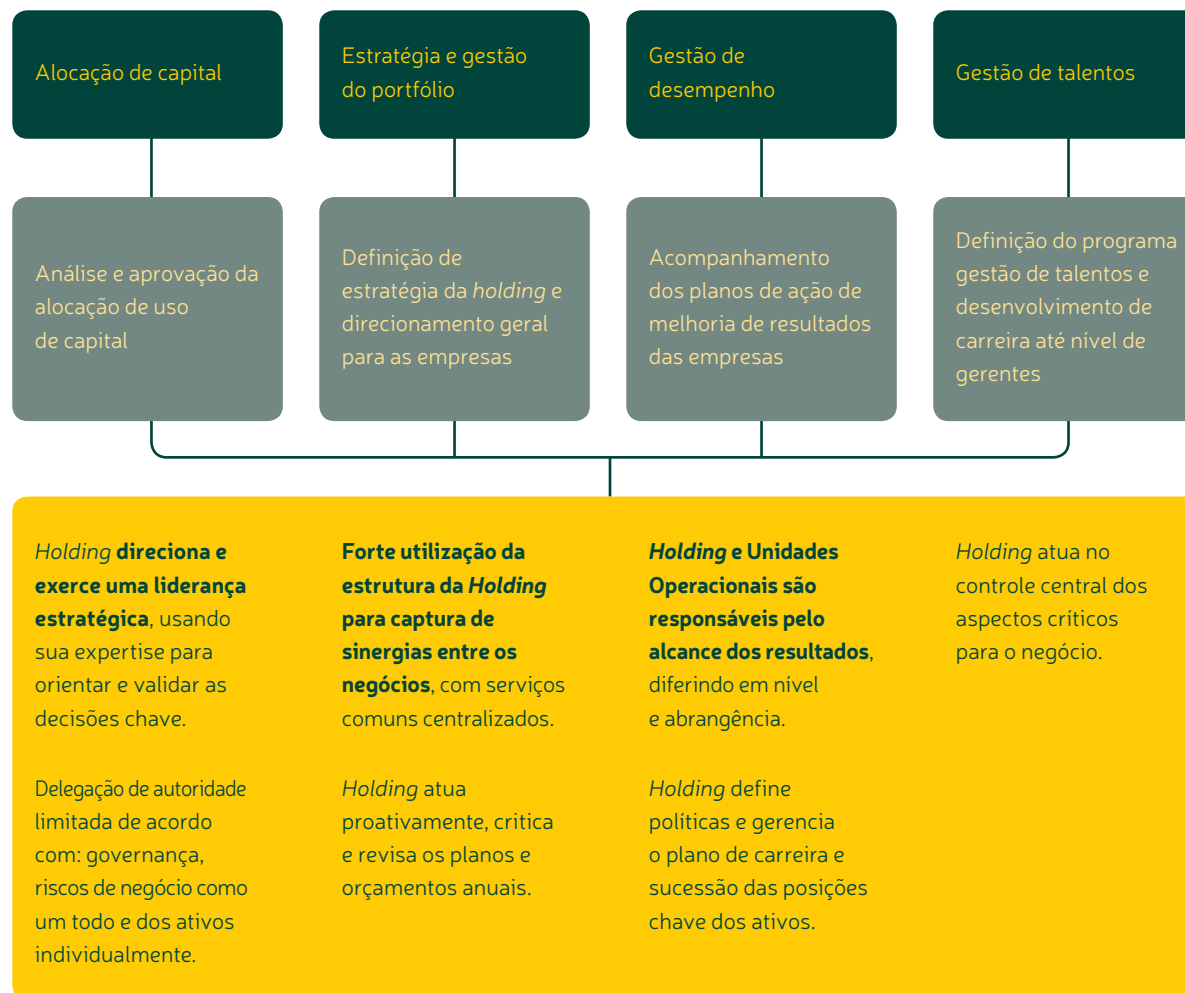 Alocação de capital
Estratégia e gestão
do portfólio
Gestão de
desempenho
Gestão de talentos
Análise e aprovação da
alocação de uso
de capital
Definição de
estratégia da holding e
direcionamento geral
para as empresas
Acompanhamento
dos planos de ação de
melhoria de resultados
das empresas
Definição do programa
gestão de talentos e
desenvolvimento de
carreira até nível de
gerentes
Holding direciona e
exerce uma liderança
estratégica, usando
sua expertise para
orientar e validar as
decisões chave.
Delegação de autoridade
limitada de acordo
com: governança,
riscos de negócio como
um todo e dos ativos
individualmente.
Forte utilização da
estrutura da Holding
para captura de
sinergias entre os
negócios, com serviços
comuns centralizados.
Holding atua
proativamente, critica
e revisa os planos e
orçamentos anuais.
Holding e Unidades
Operacionais são
responsáveis pelo
alcance dos resultados,
diferindo em nível
e abrangência.
Holding define
políticas e gerencia
o plano de carreira e
sucessão das posições
chave dos ativos.
Holding atua no
controle central dos
aspectos críticos
para o negócio.